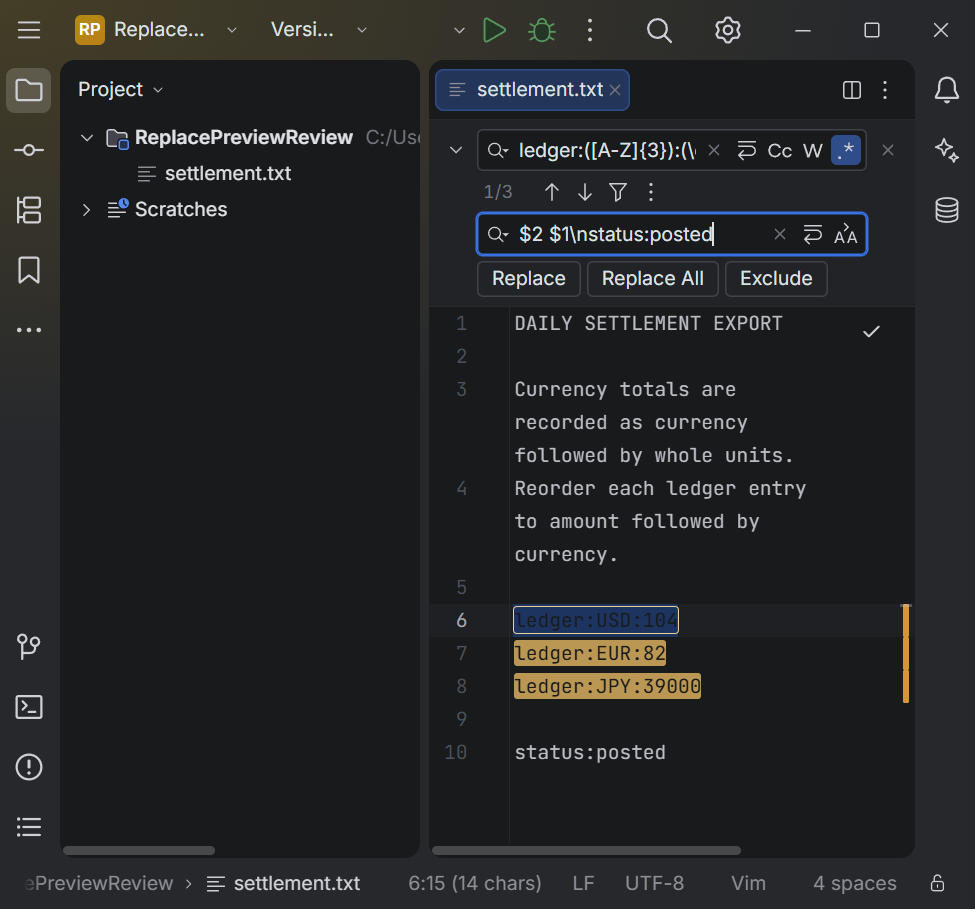 RP Replace... Versi...
Project
settlement.txt
ReplacePreviewReview C:/Use
settlement.txt
Scratches
ledger:([A-Z]{3}):(\ Cc W .*
1/3
$2 $1\nstatus:posted
Replace Replace All Exclude
1 DAILY SETTLEMENT EXPORT
2
3 Currency totals are
recorded as currency
followed by whole units.
4 Reorder each ledger entry
to amount followed by
currency.
5
6 ledger:USD:104
7 ledger:EUR:82
8 ledger:JPY:39000
9
10 status:posted
ePreviewReview › settlement.txt 6:15 (14 chars) LF UTF-8 Vim 4 spaces